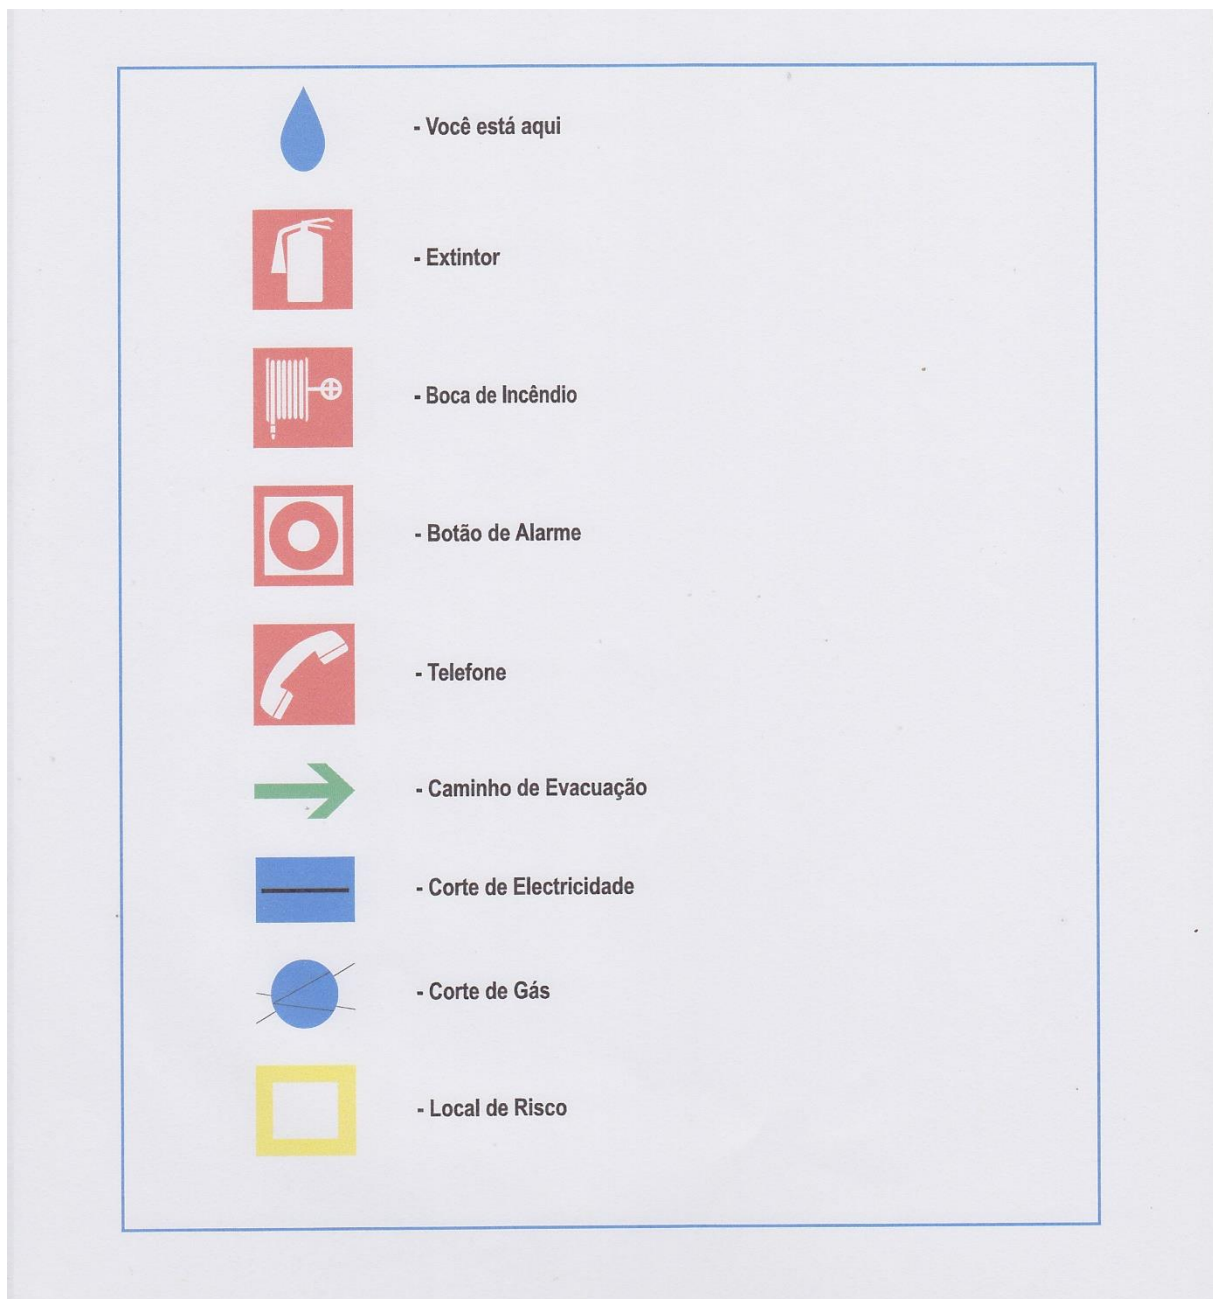 - Você está aqui
- Extintor
- Boca de Incêndio
- Botão de Alarme
- Telefone
- Caminho de Evacuação
- Corte de Electricidade
- Corte de Gás
- Local de Risco